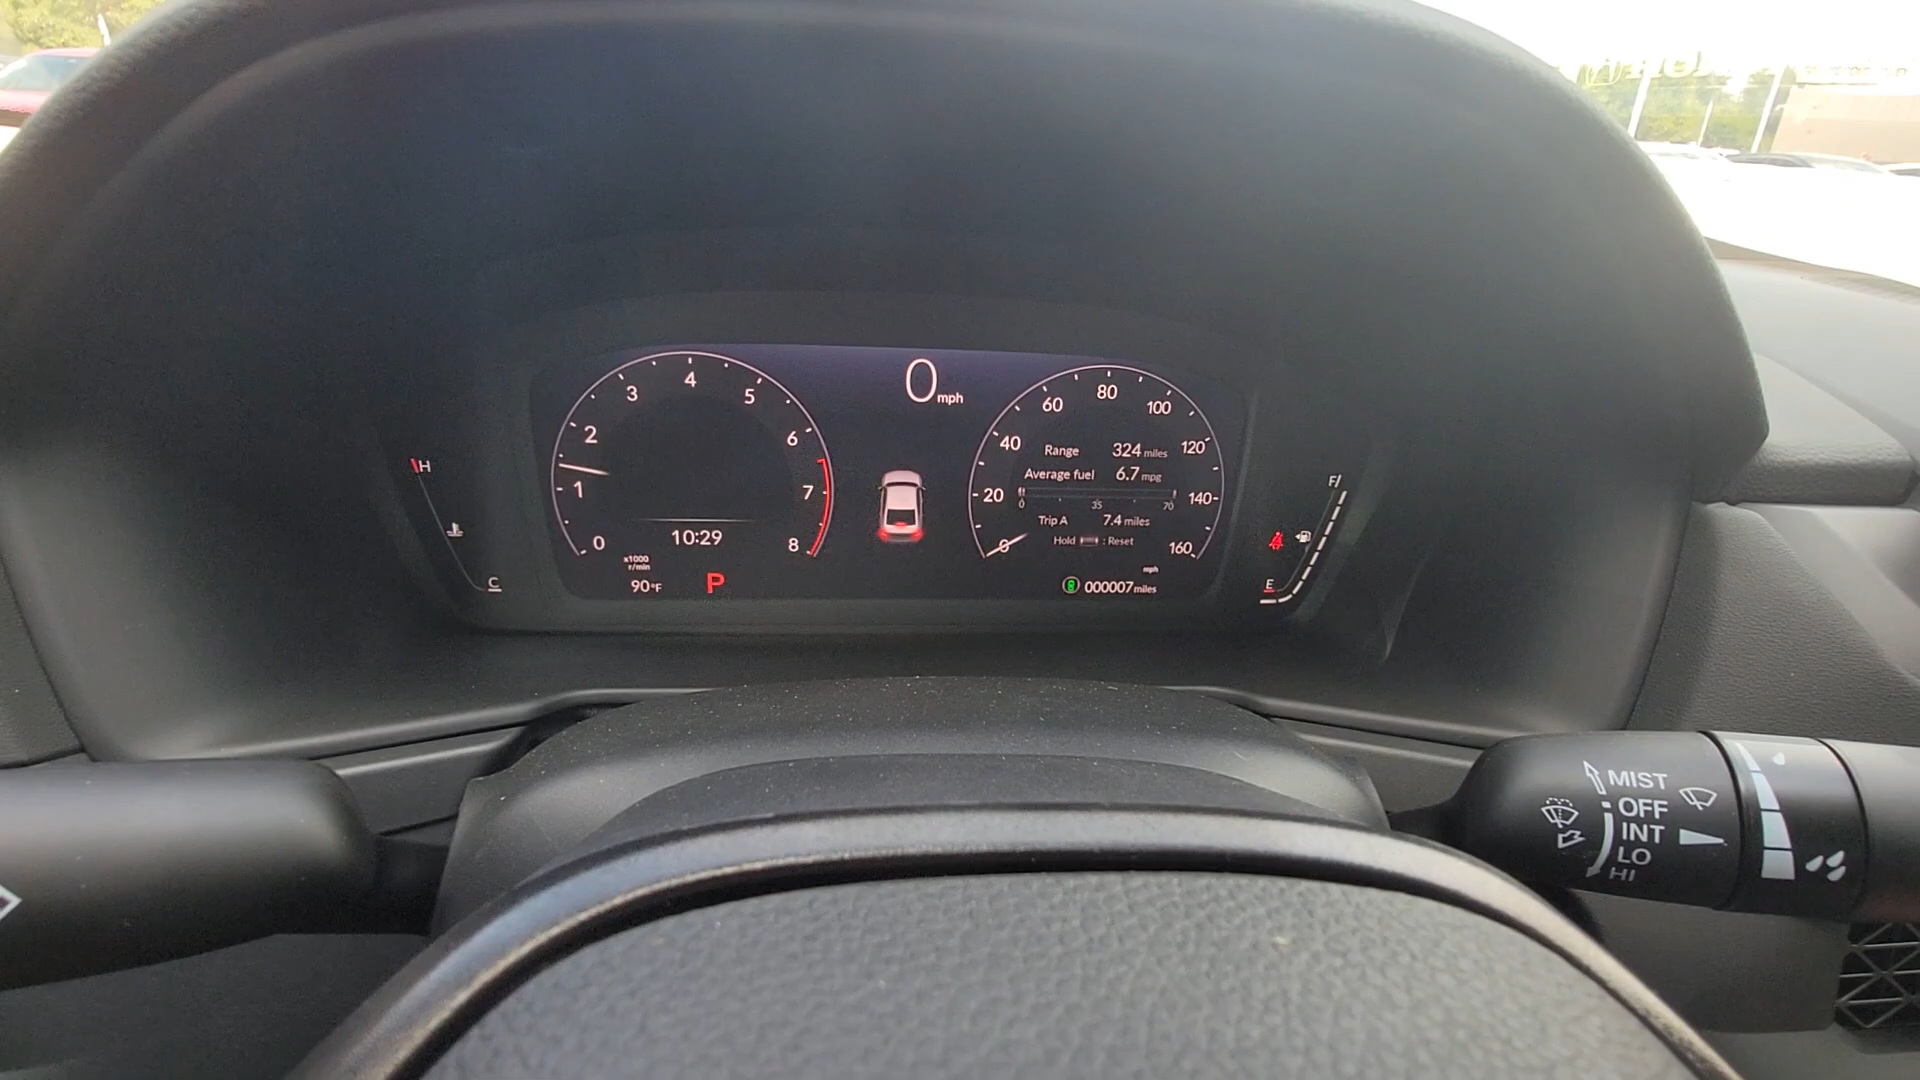 0 mph
0
1
2
3
4
5
6
7
8
x1000
r/min
10:29
90°F
P
0
20
40
60
80
100
120
140
160
mph
Range 324 miles
Average fuel 6.7 mpg
0 35 70
Trip A 7.4 miles
Hold : Reset
000007 miles
H
C
F
E
MIST
OFF
INT
LO
HI